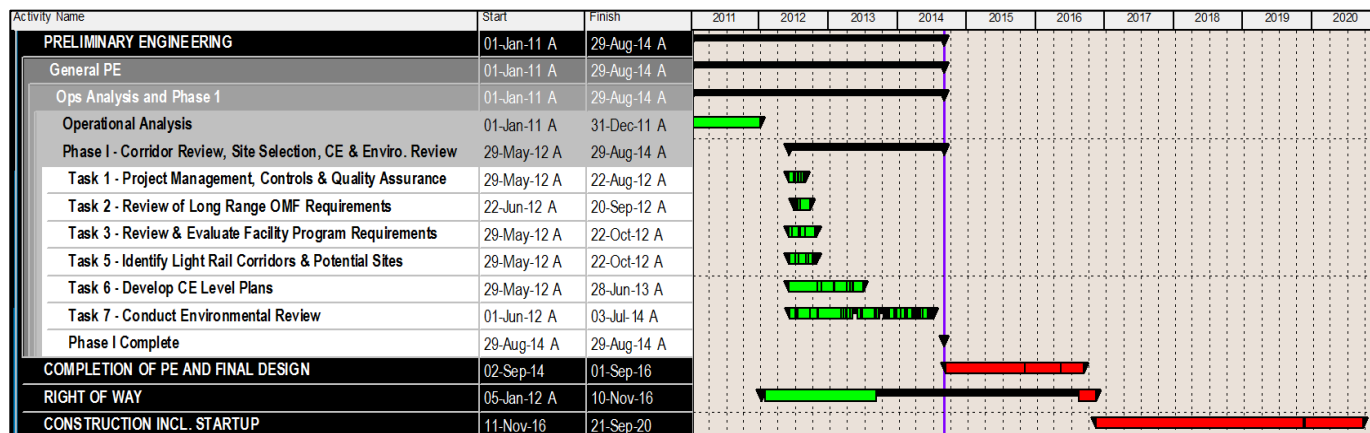 Activity Name Start Finish 2011 2012 2013 2014 2015 2016 2017 2018 2019 2020
PRELIMINARY ENGINEERING 01-Jan-11 A 29-Aug-14 A
General PE 01-Jan-11 A 29-Aug-14 A
Ops Analysis and Phase 1 01-Jan-11 A 29-Aug-14 A
Operational Analysis 01-Jan-11 A 31-Dec-11 A
Phase I - Corridor Review, Site Selection, CE & Enviro. Review 29-May-12 A 29-Aug-14 A
Task 1 - Project Management, Controls & Quality Assurance 29-May-12 A 22-Aug-12 A
Task 2 - Review of Long Range OMF Requirements 22-Jun-12 A 20-Sep-12 A
Task 3 - Review & Evaluate Facility Program Requirements 29-May-12 A 22-Oct-12 A
Task 5 - Identify Light Rail Corridors & Potential Sites 29-May-12 A 22-Oct-12 A
Task 6 - Develop CE Level Plans 29-May-12 A 28-Jun-13 A
Task 7 - Conduct Environmental Review 01-Jun-12 A 03-Jul-14 A
Phase I Complete 29-Aug-14 A 29-Aug-14 A
COMPLETION OF PE AND FINAL DESIGN 02-Sep-14 01-Sep-16
RIGHT OF WAY 05-Jan-12 A 10-Nov-16
CONSTRUCTION INCL. STARTUP 11-Nov-16 21-Sep-20